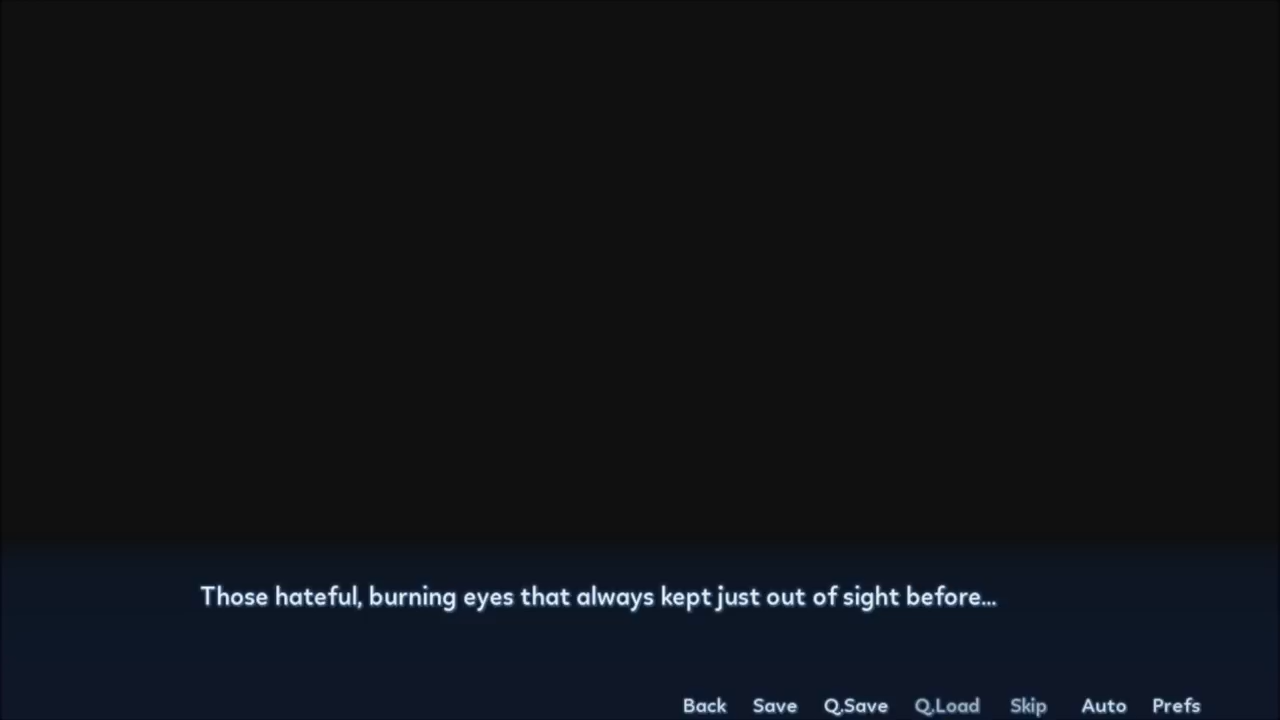 Those hateful, burning eyes that always kept just out of sight before...
Back Save Q.Save Q.Load Skip Auto Prefs